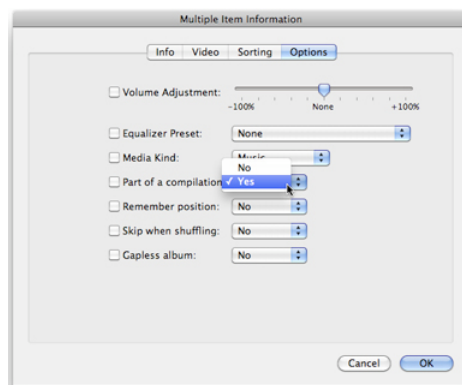 Multiple Item Information
Info Video Sorting Options
Volume Adjustment:
-100% None +100%
Equalizer Preset: None
Media Kind: Music
No
Part of a compilation ✓ Yes
Remember position: No
Skip when shuffling: No
Gapless album: No
Cancel OK